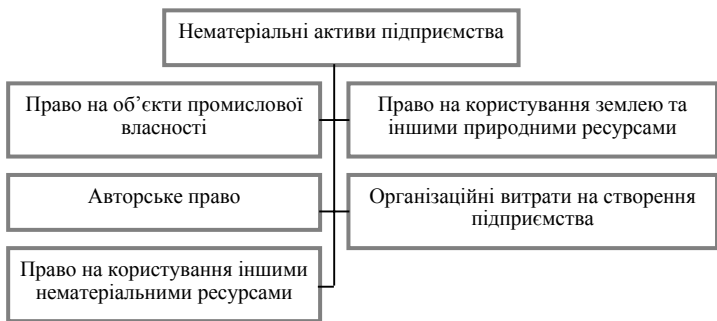 Нематеріальні активи підприємства
Право на об’єкти промислової
власності
Право на користування землею та
іншими природними ресурсами
Авторське право
Організаційні витрати на створення
підприємства
Право на користування іншими
нематеріальними ресурсами